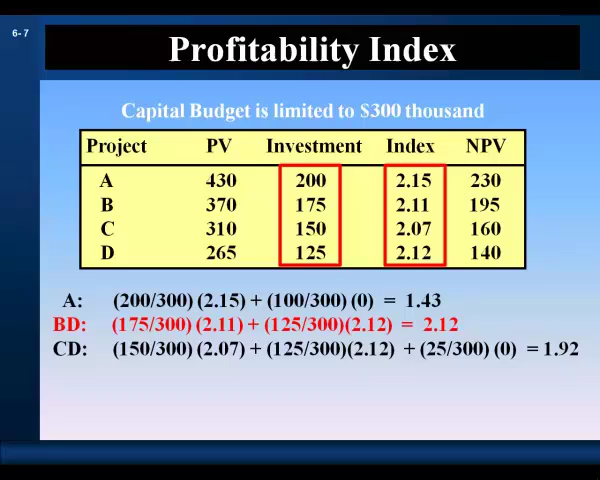 6- 7
Profitability Index
Capital Budget is limited to $300 thousand
Project PV Investment Index NPV
A 430 200 2.15 230
B 370 175 2.11 195
C 310 150 2.07 160
D 265 125 2.12 140
A: (200/300) (2.15) + (100/300) (0) = 1.43
BD: (175/300) (2.11) + (125/300)(2.12) = 2.12
CD: (150/300) (2.07) + (125/300)(2.12) + (25/300) (0) = 1.92